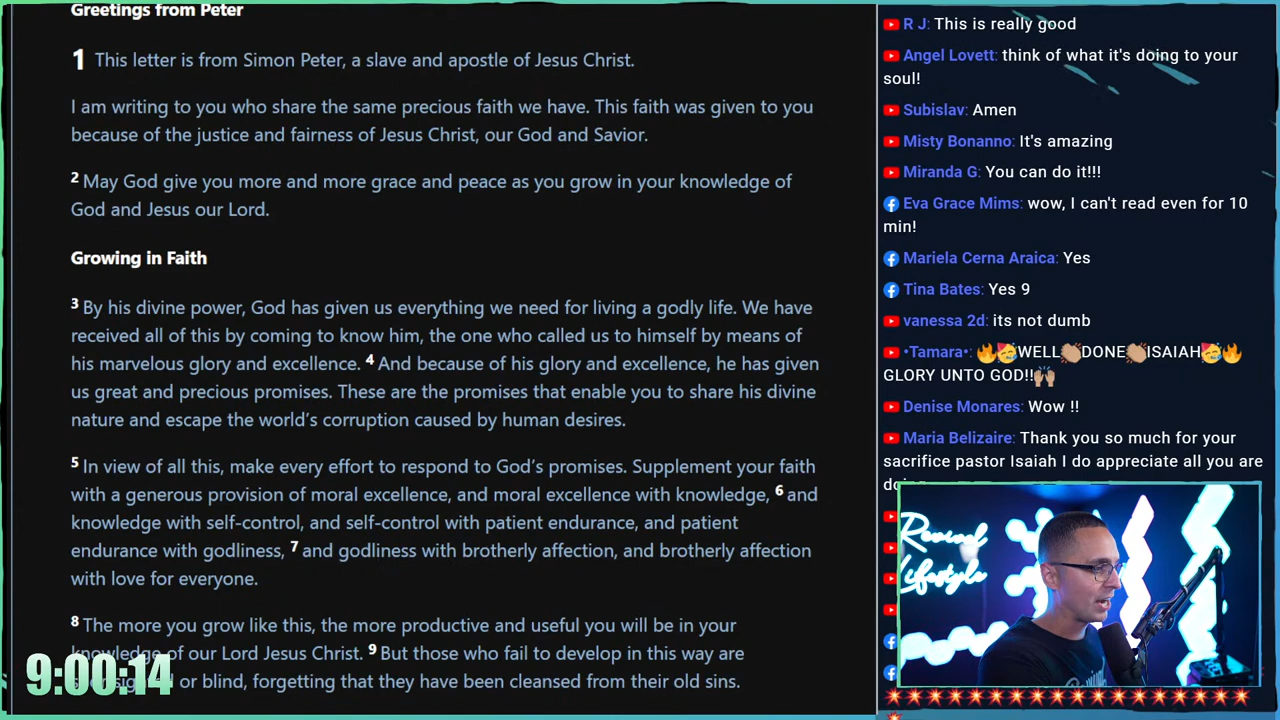 Greetings from Peter
1 This letter is from Simon Peter, a slave and apostle of Jesus Christ.
I am writing to you who share the same precious faith we have. This faith was given to you
because of the justice and fairness of Jesus Christ, our God and Savior.
2 May God give you more and more grace and peace as you grow in your knowledge of
God and Jesus our Lord.
Growing in Faith
3 By his divine power, God has given us everything we need for living a godly life. We have
received all of this by coming to know him, the one who called us to himself by means of
his marvelous glory and excellence. 4 And because of his glory and excellence, he has given
us great and precious promises. These are the promises that enable you to share his divine
nature and escape the world's corruption caused by human desires.
5 In view of all this, make every effort to respond to God's promises. Supplement your faith
with a generous provision of moral excellence, and moral excellence with knowledge, 6 and
knowledge with self-control, and self-control with patient endurance, and patient
endurance with godliness, 7 and godliness with brotherly affection, and brotherly affection
with love for everyone.
8 The more you grow like this, the more productive and useful you will be in your
knowledge of our Lord Jesus Christ. 9 But those who fail to develop in this way are
or blind, forgetting that they have been cleansed from their old sins.
9:00:14
R J: This is really good
Angel Lovett: think of what it's doing to your
soul!
Subislav: Amen
Misty Bonanno: It's amazing
Miranda G: You can do it!!!
Eva Grace Mims: wow, I can't read even for 10
min!
Mariela Cerna Araica: Yes
Tina Bates: Yes 9
vanessa 2d: its not dumb
•Tamara•: 🔥🥳WELL👏🏽DONE👏🏽ISAIAH🥳🔥
GLORY UNTO GOD!!🙌🏽
Denise Monares: Wow !!
Maria Belizaire: Thank you so much for your
sacrifice pastor Isaiah I do appreciate all you are
Revival
Lifestyle